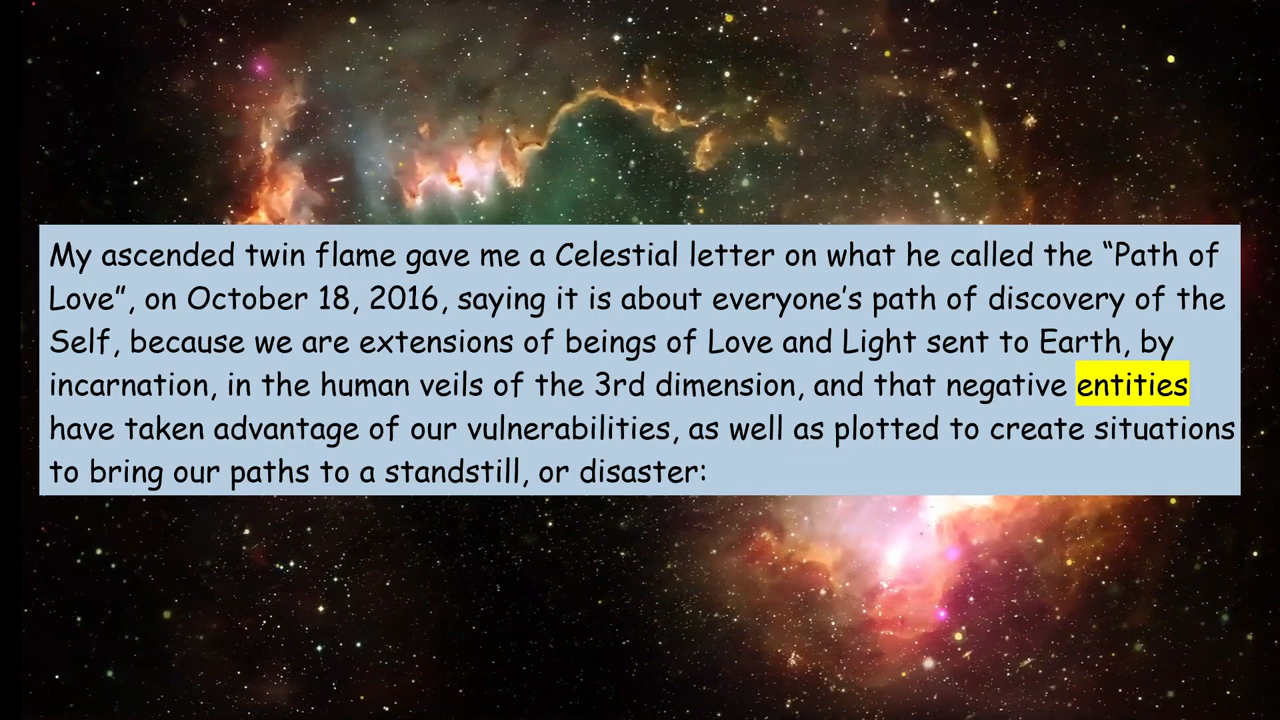 My ascended twin flame gave me a Celestial letter on what he called the “Path of
Love”, on October 18, 2016, saying it is about everyone’s path of discovery of the
Self, because we are extensions of beings of Love and Light sent to Earth, by
incarnation, in the human veils of the 3rd dimension, and that negative entities
have taken advantage of our vulnerabilities, as well as plotted to create situations
to bring our paths to a standstill, or disaster: